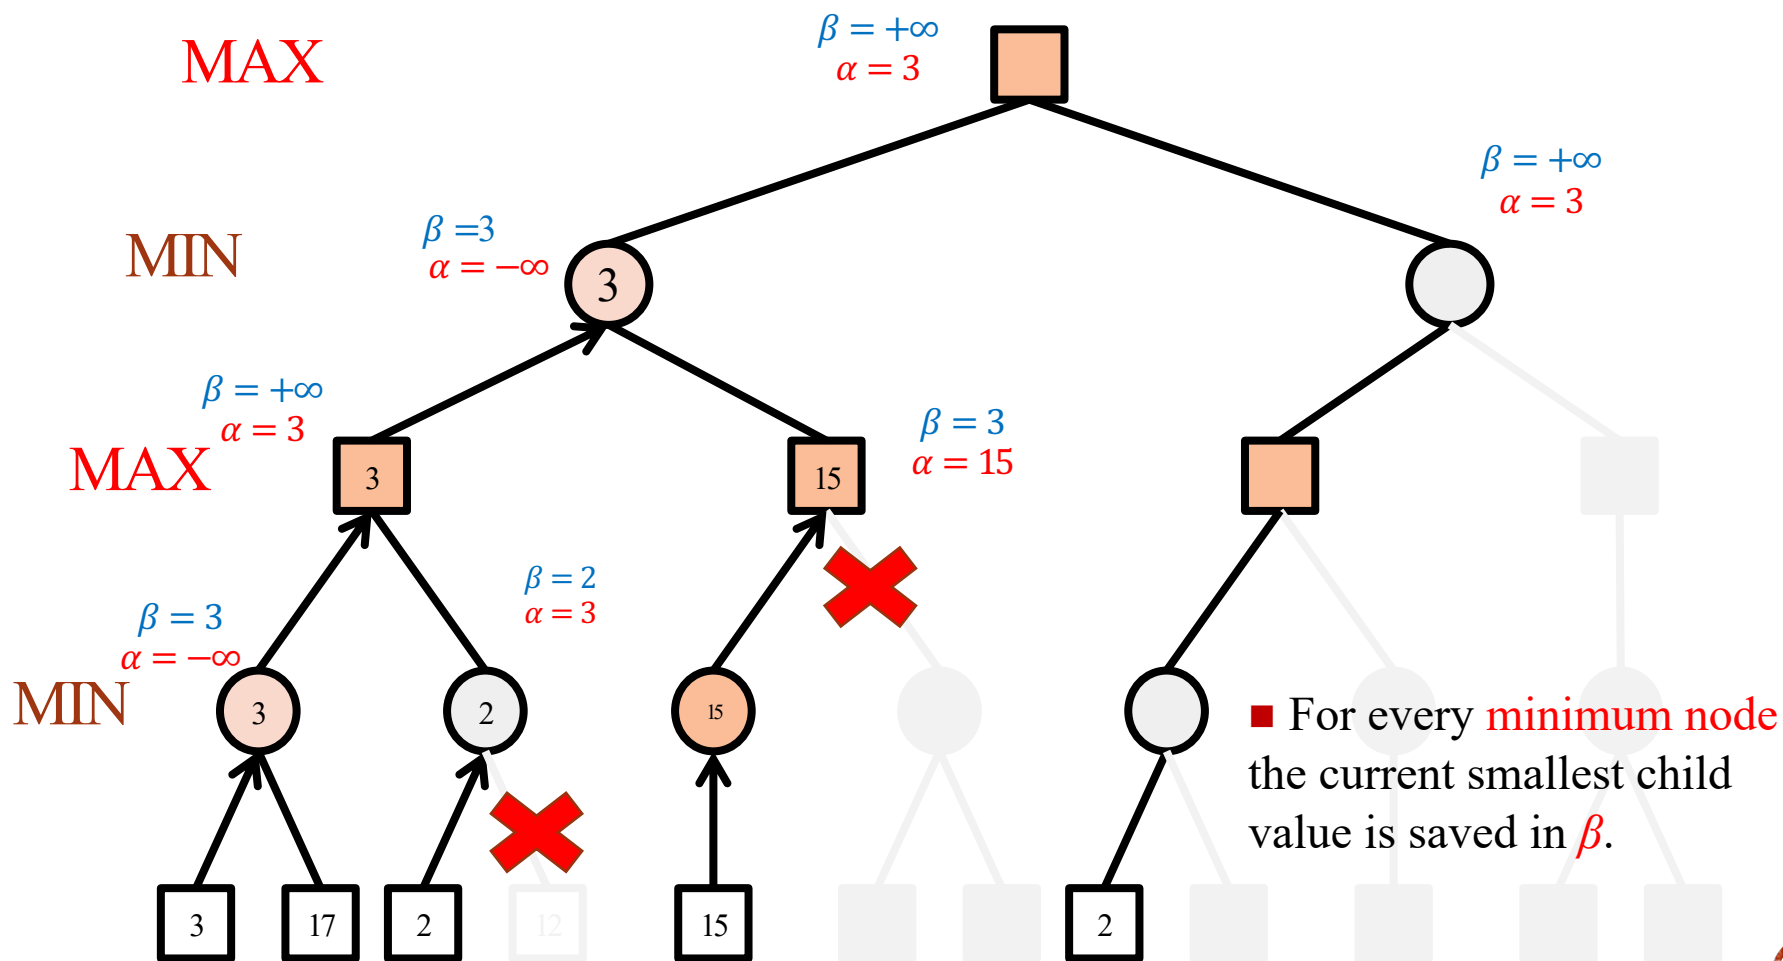 β = +∞
MAX
α = 3
β = +∞
α = 3
β =3
MIN
α = −∞
3
β = +∞
α = 3
β = 3
α = 15
MAX
3
15
β = 2
α = 3
β = 3
α = −∞
MIN
3
2
15
■ For every minimum node
the current smallest child
value is saved in β.
3
17
2
12
15
2